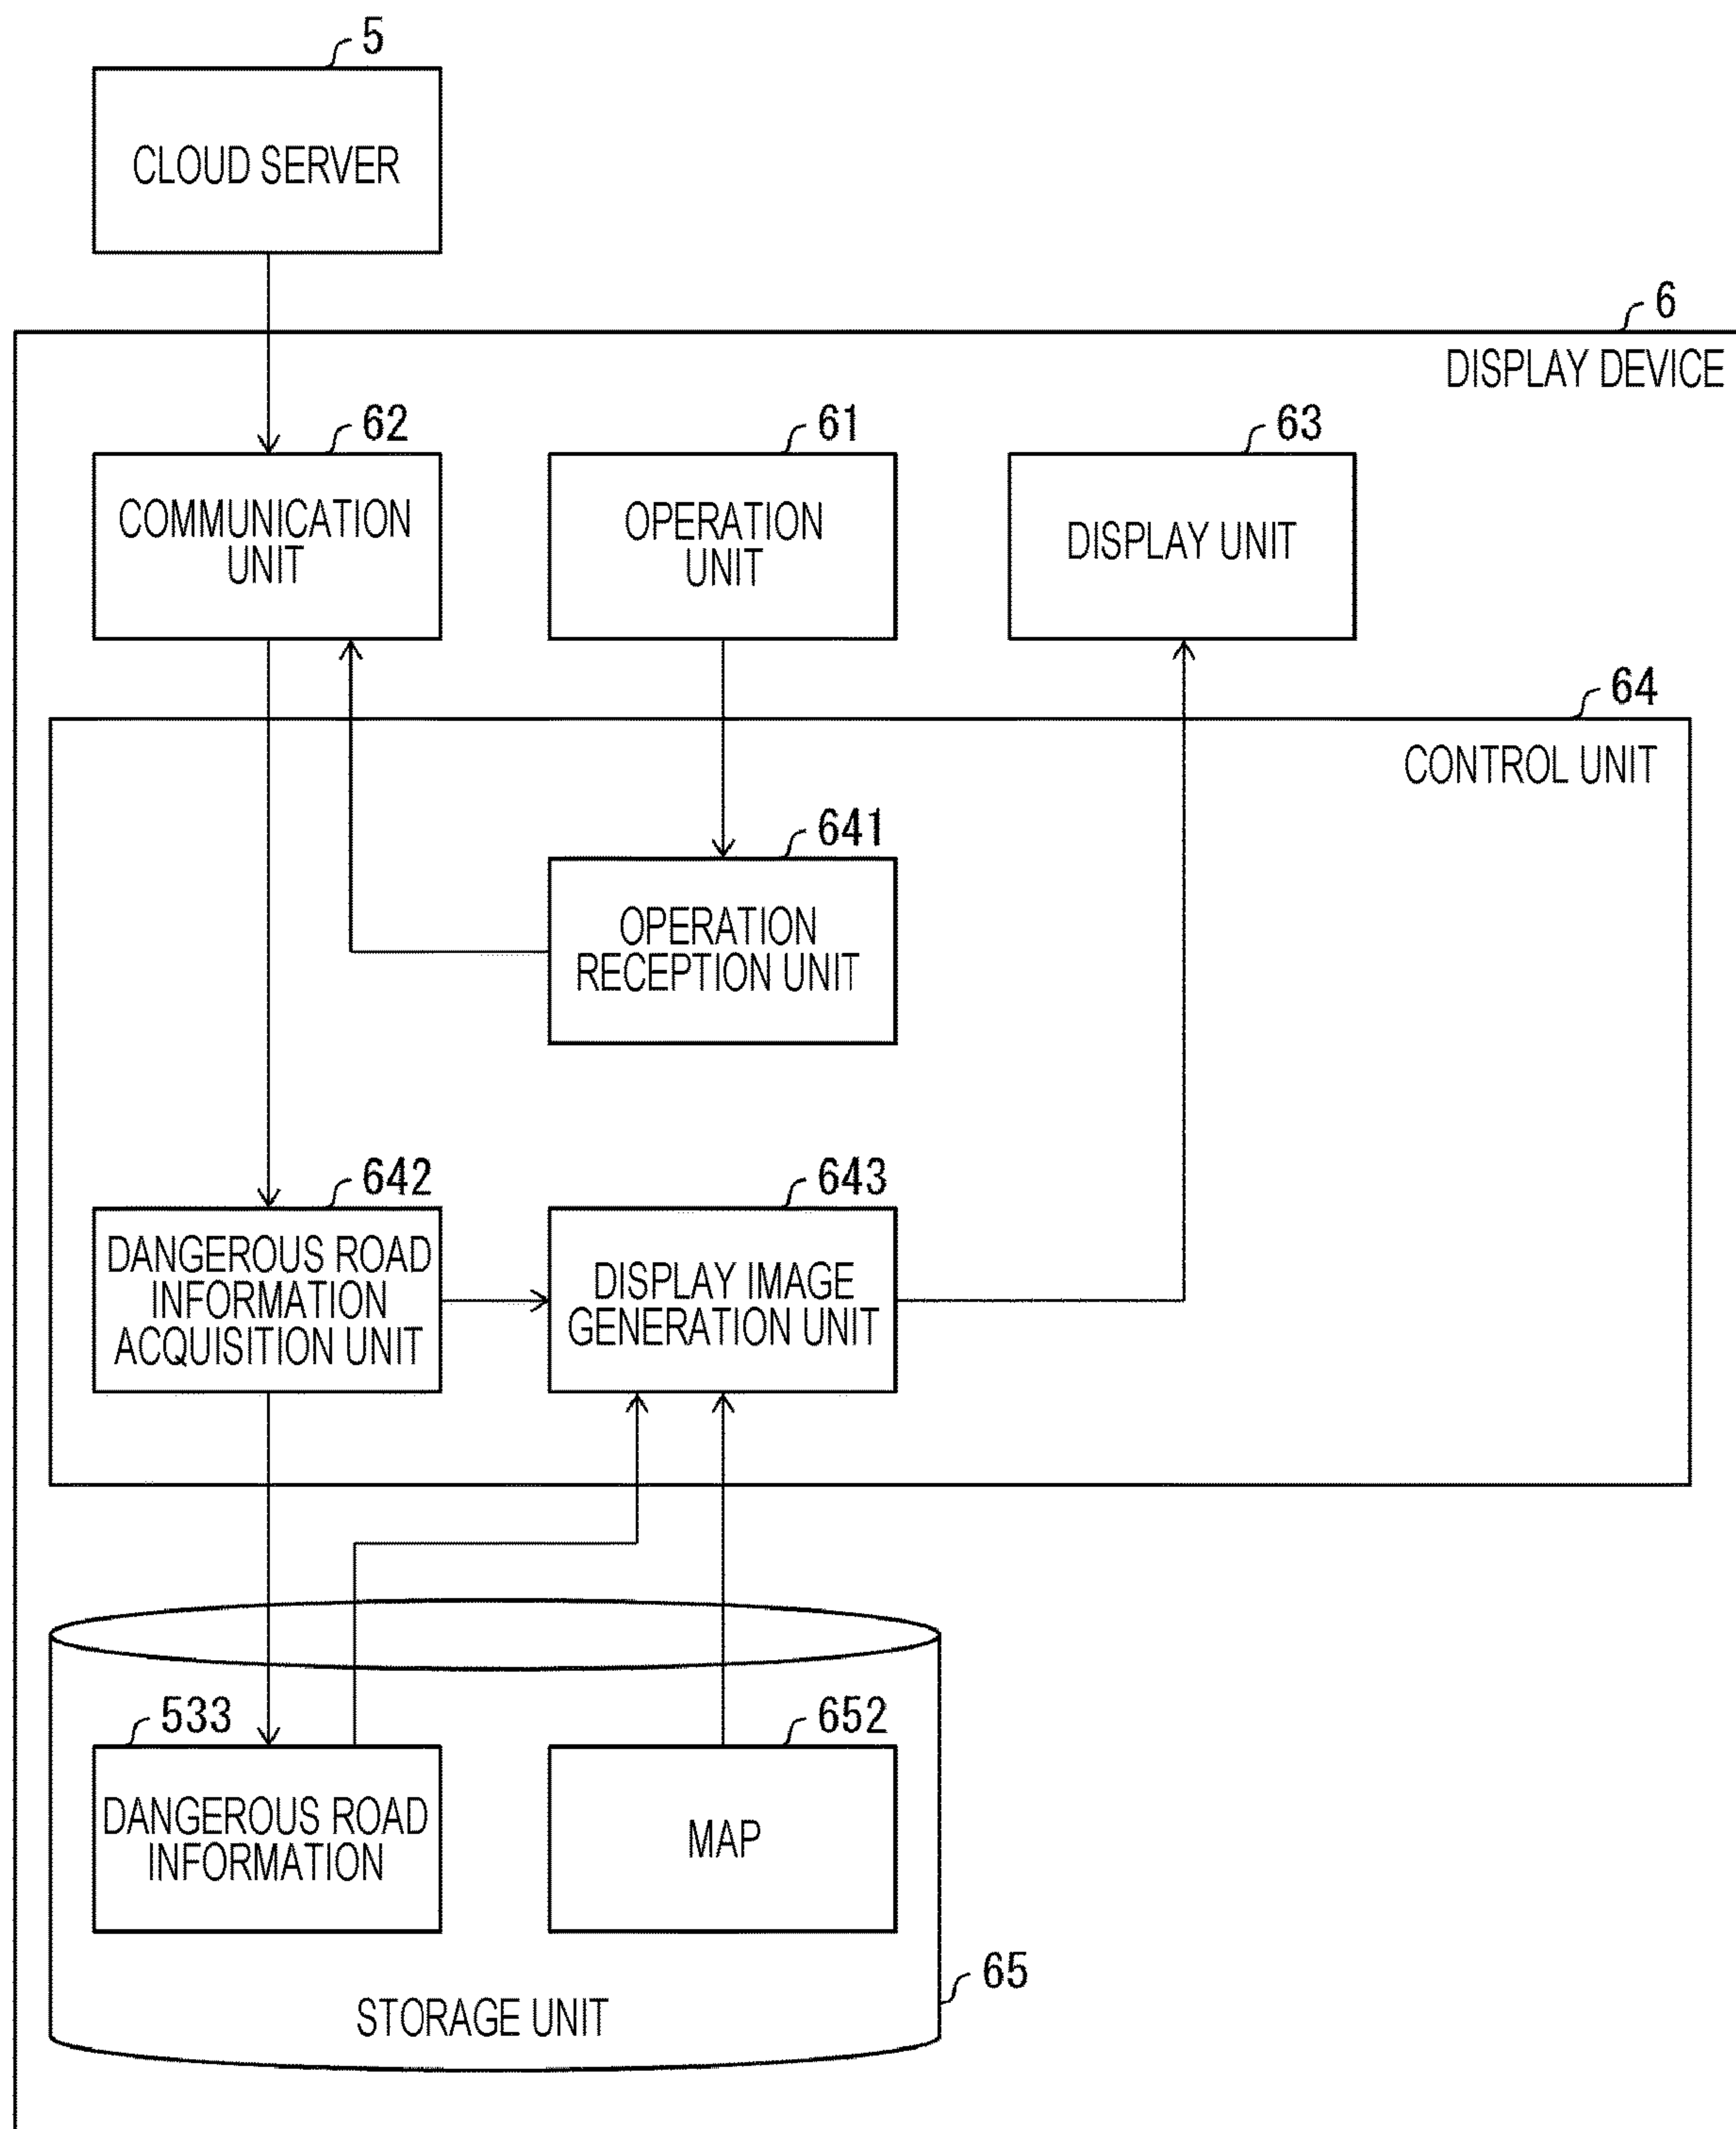 5
CLOUD SERVER
6
DISPLAY DEVICE
62
COMMUNICATION
UNIT
61
OPERATION
UNIT
63
DISPLAY UNIT
64
CONTROL UNIT
641
OPERATION
RECEPTION UNIT
642
DANGEROUS ROAD
INFORMATION
ACQUISITION UNIT
643
DISPLAY IMAGE
GENERATION UNIT
533
DANGEROUS ROAD
INFORMATION
652
MAP
65
STORAGE UNIT